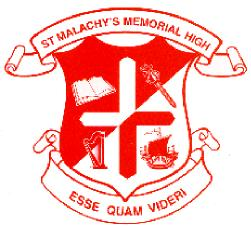 ST MALACHY'S MEMORIAL HIGH
ESSE QUAM VIDERI